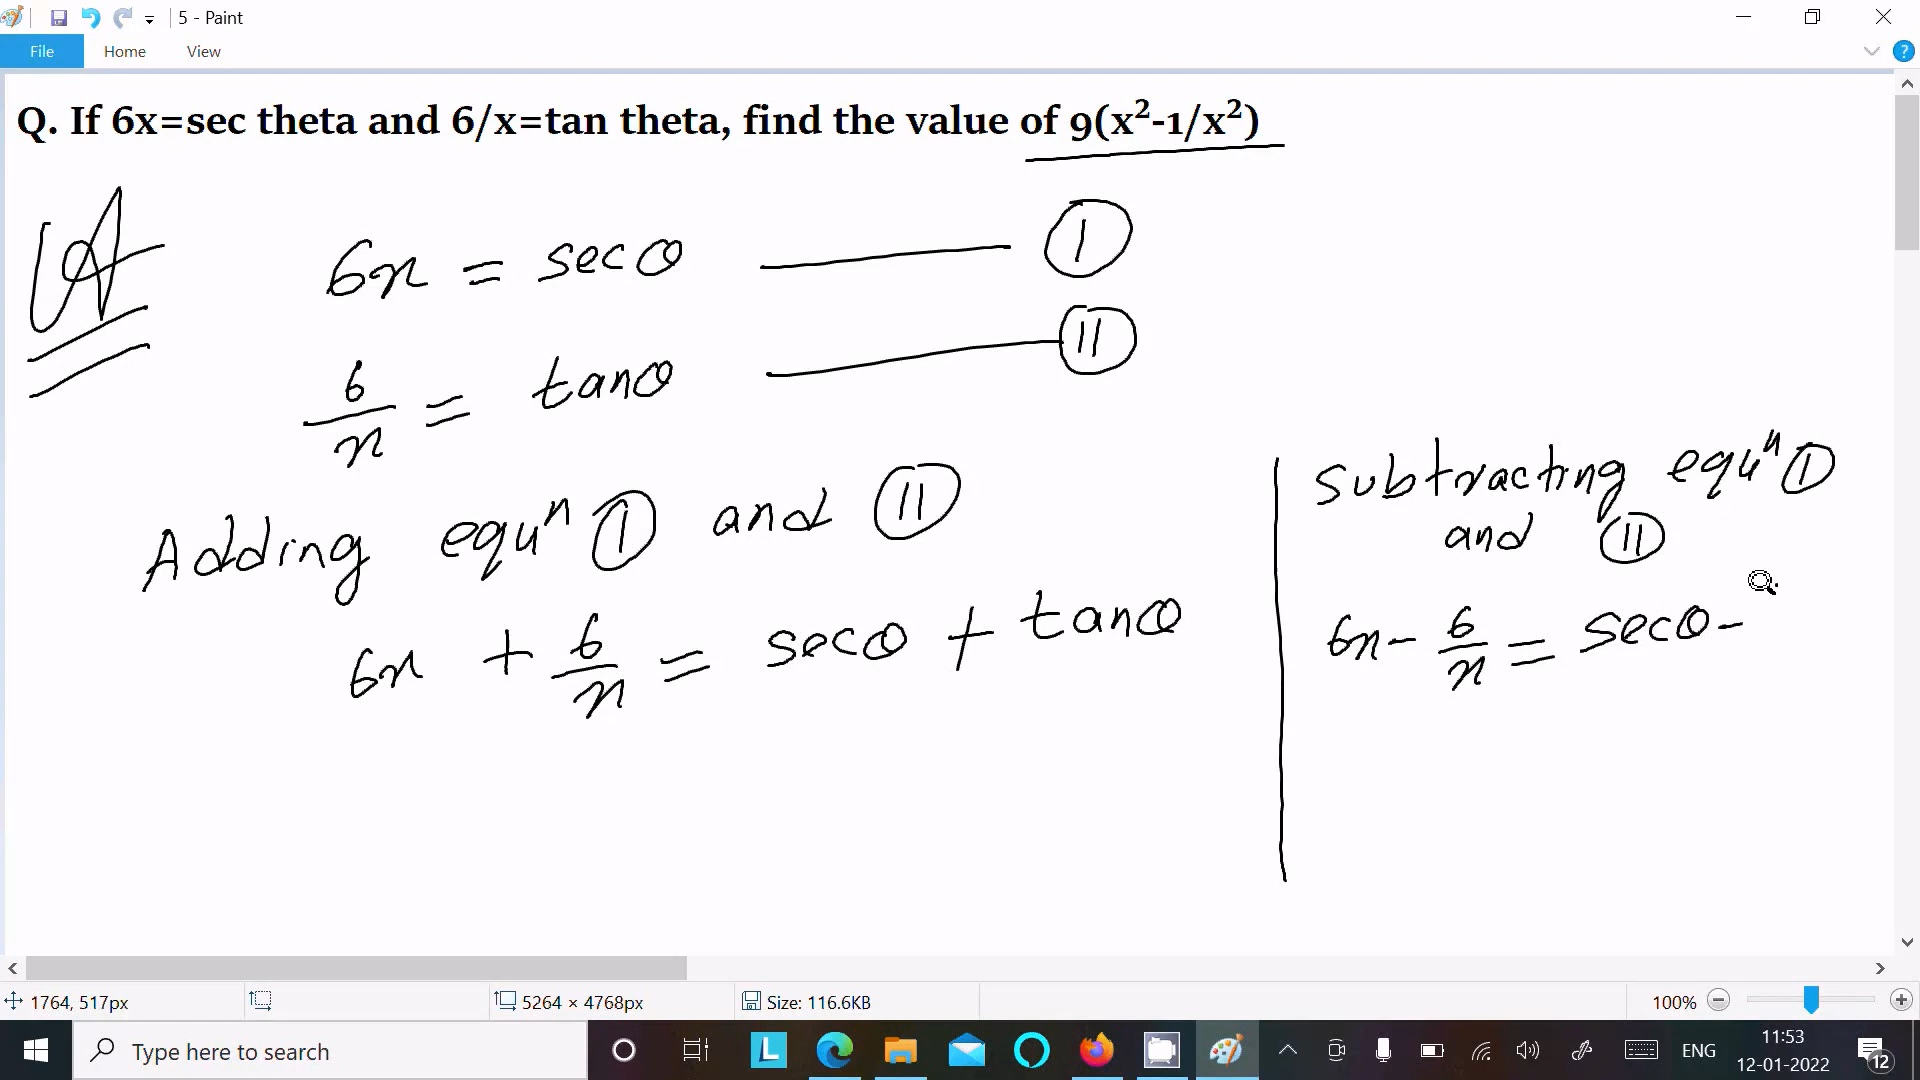 5 - Paint
File Home View
Q. If 6x=sec theta and 6/x=tan theta, find the value of 9(x²-1/x²)
A
6x = secθ ——— I
6/x = tanθ ——— II
Adding equⁿ I and II
6x + 6/x = secθ + tanθ
Subtracting equⁿ I
and II
6x - 6/x = secθ -
1764, 517px 5264 × 4768px Size: 116.6KB 100%
Type here to search
L
ENG
11:53
12-01-2022
12